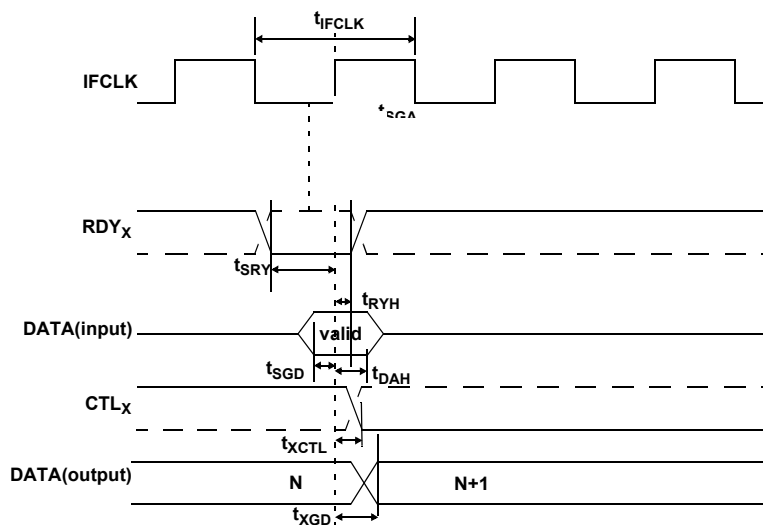 tIFCLK
IFCLK
tSGA
RDYX
tSRY
tRYH
DATA(input)
valid
tSGD
tDAH
CTLX
tXCTL
DATA(output)
N
N+1
tXGD